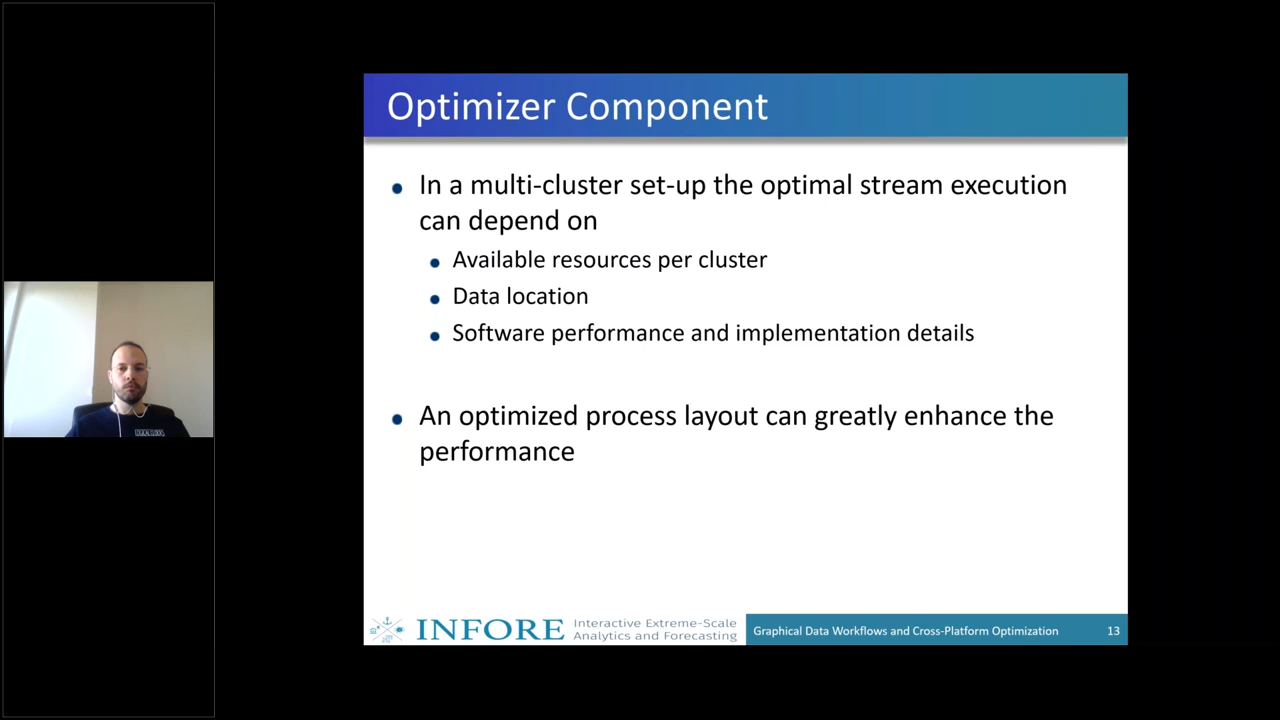 Optimizer Component
In a multi-cluster set-up the optimal stream execution
can depend on
Available resources per cluster
Data location
Software performance and implementation details
An optimized process layout can greatly enhance the
performance
INFORE
Interactive Extreme-Scale
Analytics and Forecasting
Graphical Data Workflows and Cross-Platform Optimization
13